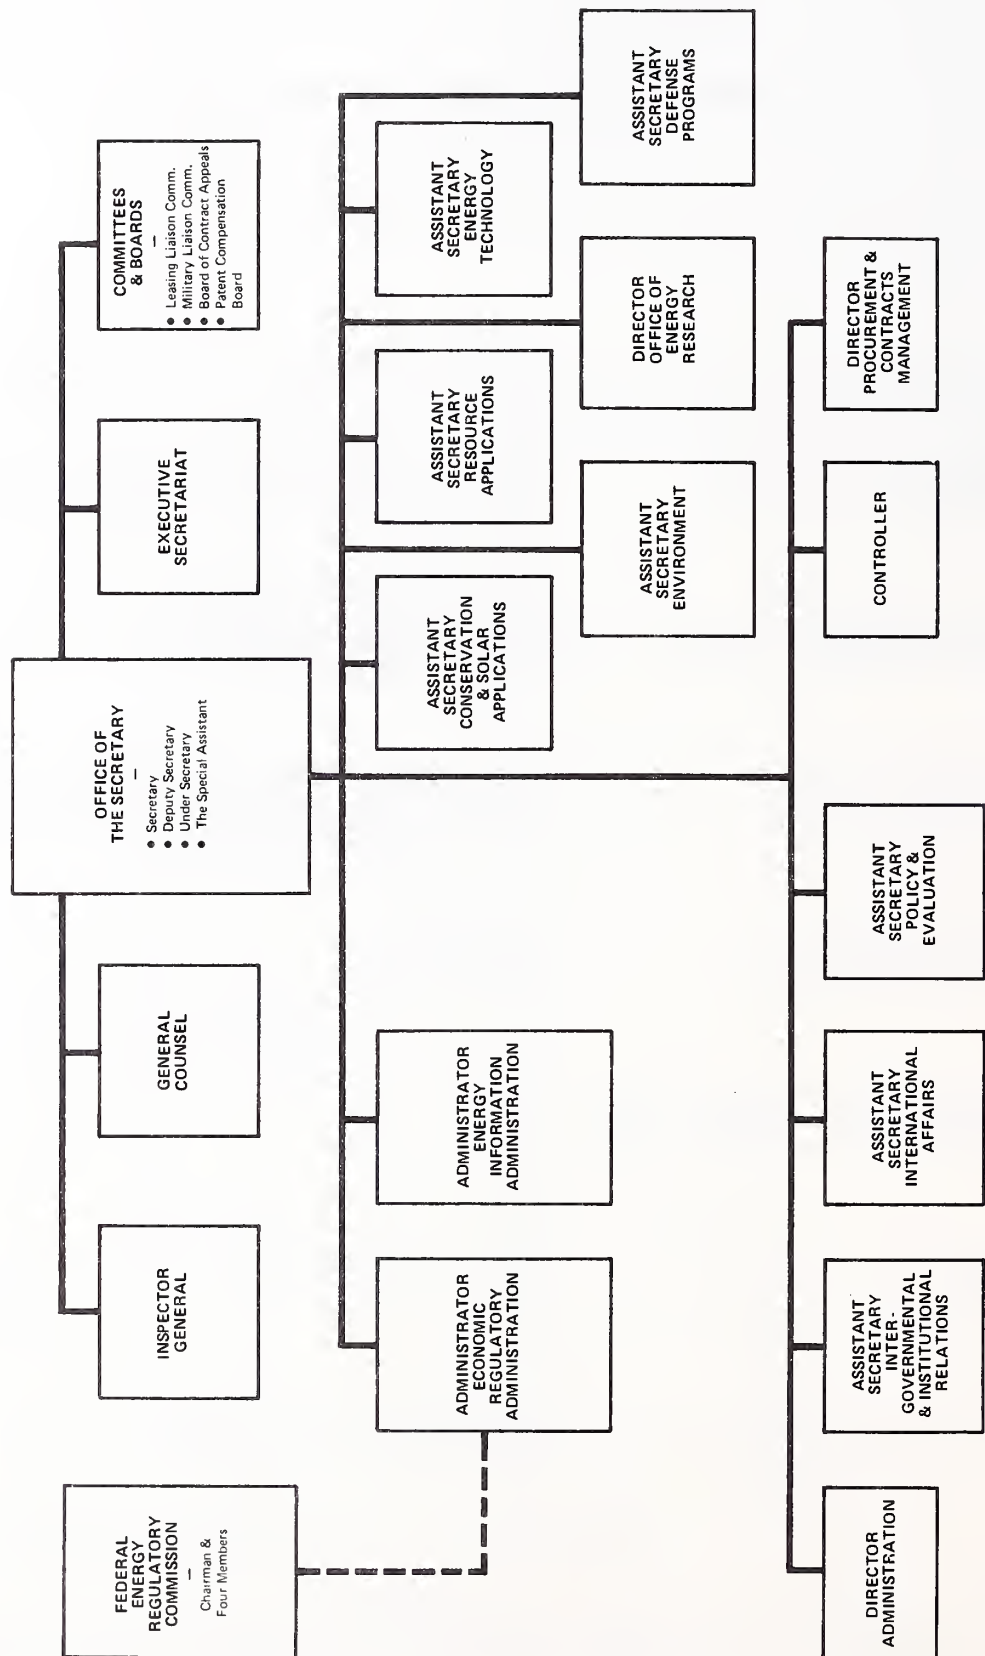 FEDERAL
ENERGY
REGULATORY
COMMISSION
–
Chairman &
Four Members
INSPECTOR
GENERAL
GENERAL
COUNSEL
OFFICE OF
THE SECRETARY
–
• Secretary
• Deputy Secretary
• Under Secretary
• The Special Assistant
EXECUTIVE
SECRETARIAT
COMMITTEES
& BOARDS
–
• Leasing Liaison Comm.
• Military Liaison Comm.
• Board of Contract Appeals
• Patent Compensation
Board
ADMINISTRATOR
ECONOMIC
REGULATORY
ADMINISTRATION
ADMINISTRATOR
ENERGY
INFORMATION
ADMINISTRATION
ASSISTANT
SECRETARY
CONSERVATION
& SOLAR
APPLICATIONS
ASSISTANT
SECRETARY
RESOURCE
APPLICATIONS
ASSISTANT
SECRETARY
ENERGY
TECHNOLOGY
ASSISTANT
SECRETARY
ENVIRONMENT
DIRECTOR
OFFICE OF
ENERGY
RESEARCH
ASSISTANT
SECRETARY
DEFENSE
PROGRAMS
DIRECTOR
ADMINISTRATION
ASSISTANT
SECRETARY
INTER-
GOVERNMENTAL
& INSTITUTIONAL
RELATIONS
ASSISTANT
SECRETARY
INTERNATIONAL
AFFAIRS
ASSISTANT
SECRETARY
POLICY &
EVALUATION
CONTROLLER
DIRECTOR
PROCUREMENT &
CONTRACTS
MANAGEMENT